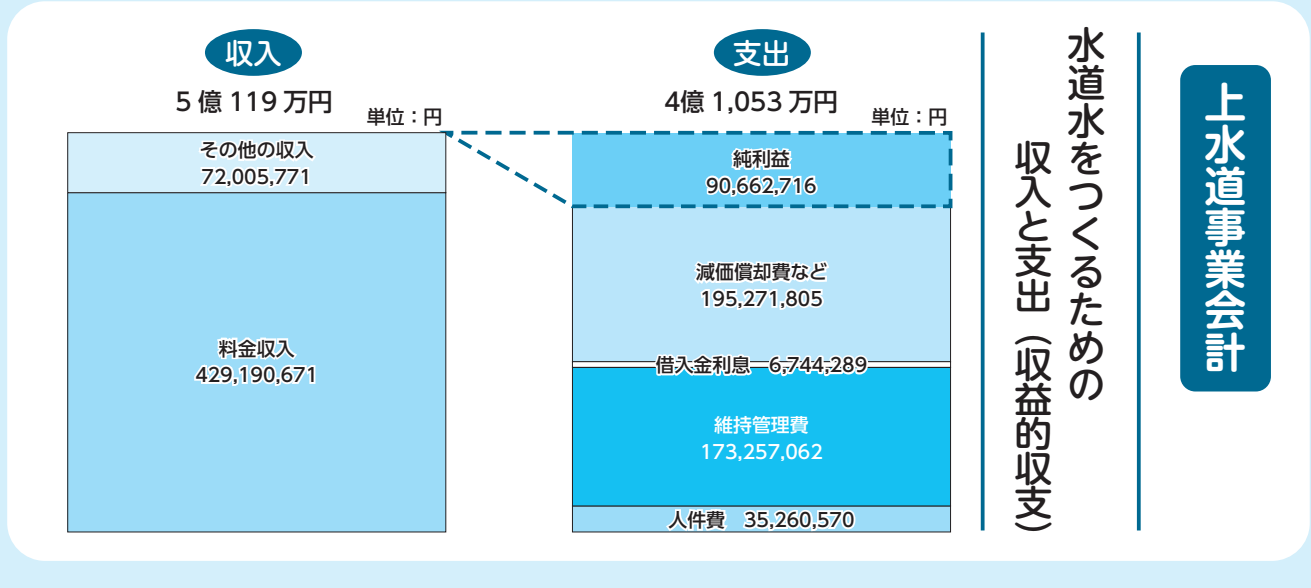 上水道事業会計
水道水をつくるための
収入と支出（収益的収支）
収入
5 億 119 万円
単位：円
その他の収入
72,005,771
料金収入
429,190,671
支出
4億 1,053 万円
単位：円
純利益
90,662,716
減価償却費など
195,271,805
借入金利息 6,744,289
維持管理費
173,257,062
人件費 35,260,570